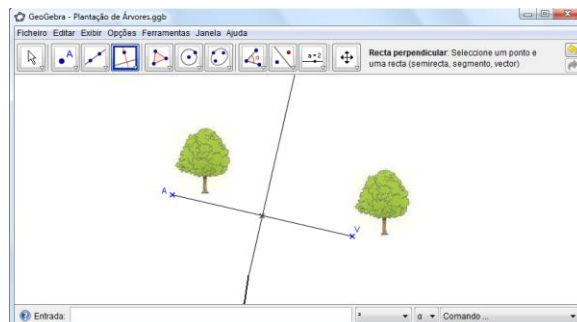 GeoGebra - Plantação de Árvores.ggb
Ficheiro Editar Exibir Opções Ferramentas Janela Ajuda
A
a=2
Recta perpendicular: Seleccione um ponto e
uma recta (semirecta, segmento, vector)
A
V
Entrada:
α
Comando ...